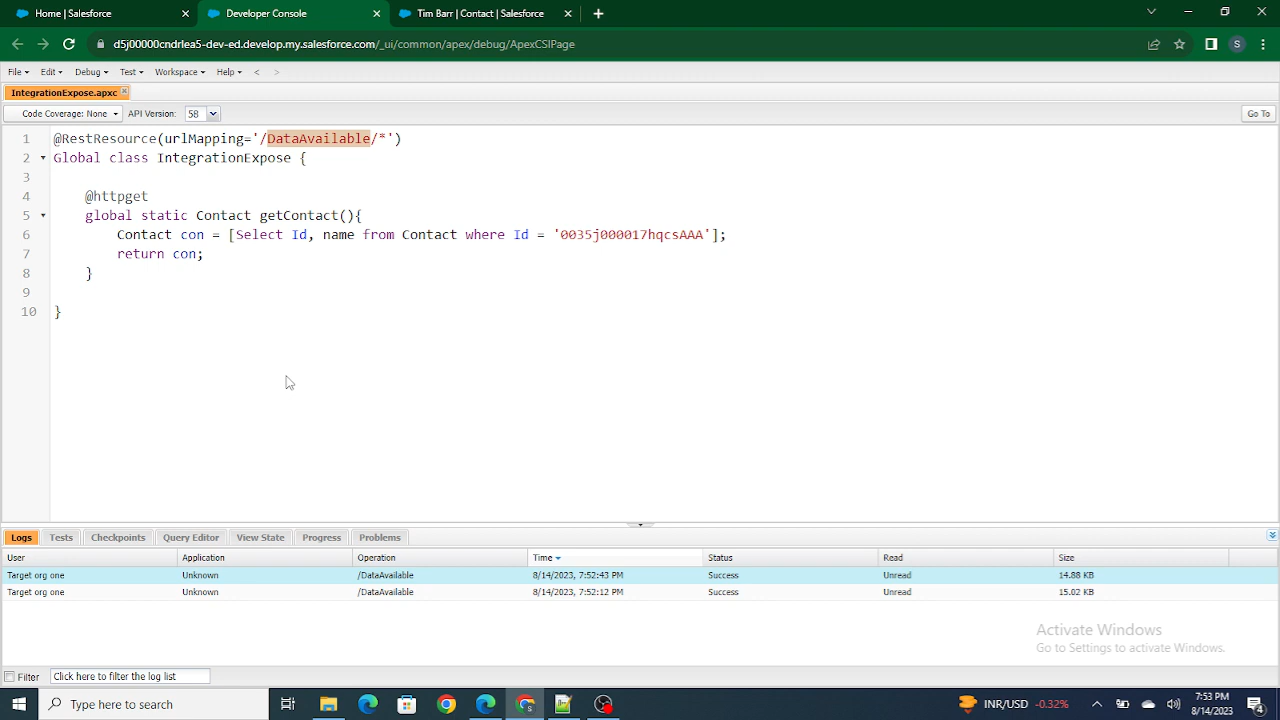 Home | Salesforce
Developer Console
Tim Barr | Contact | Salesforce
d5j00000cndrlea5-dev-ed.develop.my.salesforce.com/_ui/common/apex/debug/ApexCSIPage
S
File Edit Debug Test Workspace Help < >
IntegrationExpose.apxc
Code Coverage: None API Version: 58 Go To
1 @RestResource(urlMapping='/DataAvailable/*')
2 Global class IntegrationExpose {
3
4 @httpget
5 global static Contact getContact(){
6 Contact con = [Select Id, name from Contact where Id = '0035j000017hqcsAAA'];
7 return con;
8 }
9
10 }
Logs Tests Checkpoints Query Editor View State Progress Problems
User Application Operation Time Status Read Size
Target org one Unknown /DataAvailable 8/14/2023, 7:52:43 PM Success Unread 14.88 KB
Target org one Unknown /DataAvailable 8/14/2023, 7:52:12 PM Success Unread 15.02 KB
Activate Windows
Go to Settings to activate Windows.
Filter Click here to filter the log list
Type here to search
INR/USD -0.32%
7:53 PM
8/14/2023
4